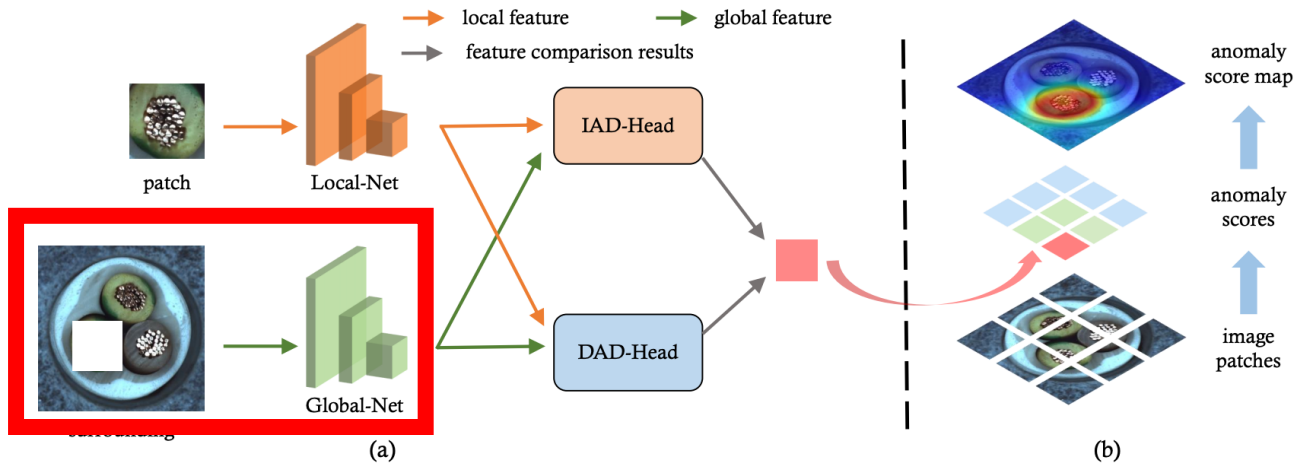 local feature
global feature
feature comparison results
patch
Local-Net
IAD-Head
Global-Net
DAD-Head
(a)
anomaly
score map
anomaly
scores
image
patches
(b)